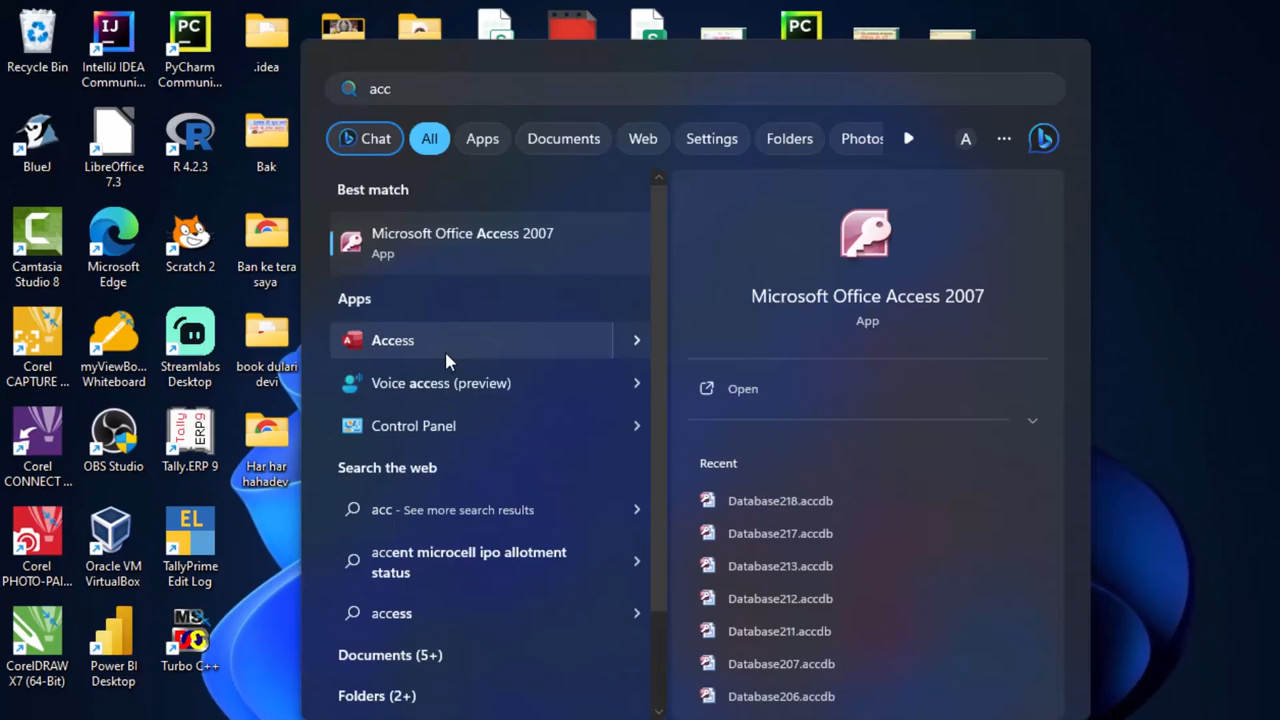 Recycle Bin
IntelliJ IDEA
Communi...
PyCharm
Communi...
.idea
BlueJ
LibreOffice
7.3
R 4.2.3
Bak
Camtasia
Studio 8
Microsoft
Edge
Scratch 2
Ban ke tera
saya
Corel
CAPTURE ...
myViewBo...
Whiteboard
Streamlabs
Desktop
book dulari
devi
Corel
CONNECT ...
OBS Studio
Tally.ERP 9
Har har
hahadev
Corel
PHOTO-PAI...
Oracle VM
VirtualBox
TallyPrime
Edit Log
CorelDRAW
X7 (64-Bit)
Power BI
Desktop
Turbo C++
acc
Chat
All
Apps
Documents
Web
Settings
Folders
Photos
A
Best match
Microsoft Office Access 2007
App
Apps
Access
Voice access (preview)
Control Panel
Search the web
acc - See more search results
accent microcell ipo allotment
status
access
Documents (5+)
Folders (2+)
Microsoft Office Access 2007
App
Open
Recent
Database218.accdb
Database217.accdb
Database213.accdb
Database212.accdb
Database211.accdb
Database207.accdb
Database206.accdb